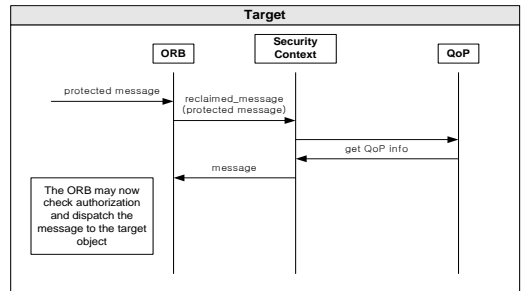 Target
ORB
Security
Context
QoP
protected message
reclaimed_message
(protected message)
get QoP info
message
The ORB may now
check authorization
and dispatch the
message to the target
object